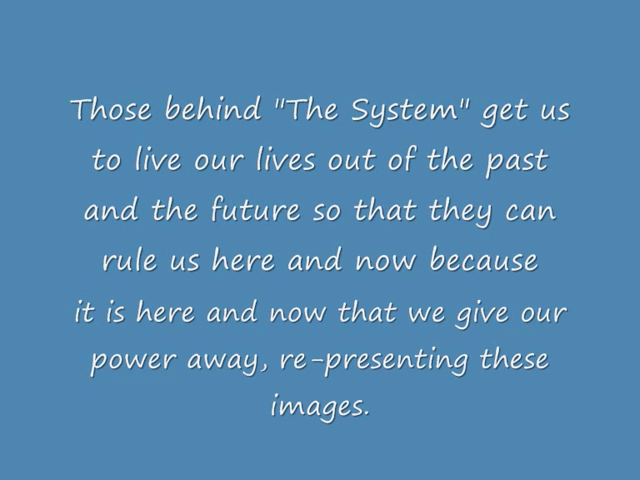 Those behind "The System" get us
to live our lives out of the past
and the future so that they can
rule us here and now because
it is here and now that we give our
power away, re-presenting these
images.